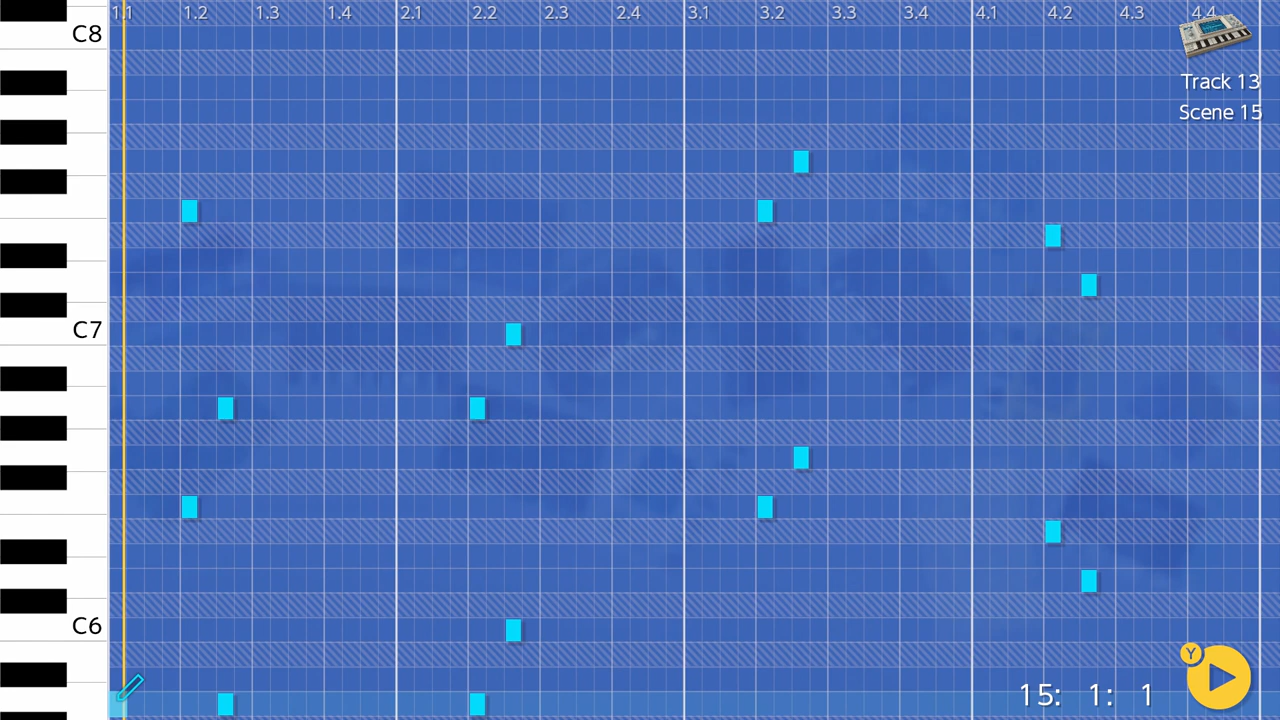 1.1 1.2 1.3 1.4 2.1 2.2 2.3 2.4 3.1 3.2 3.3 3.4 4.1 4.2 4.3 4.4
C8
Track 13
Scene 15
C7
C6
Y
15: 1: 1